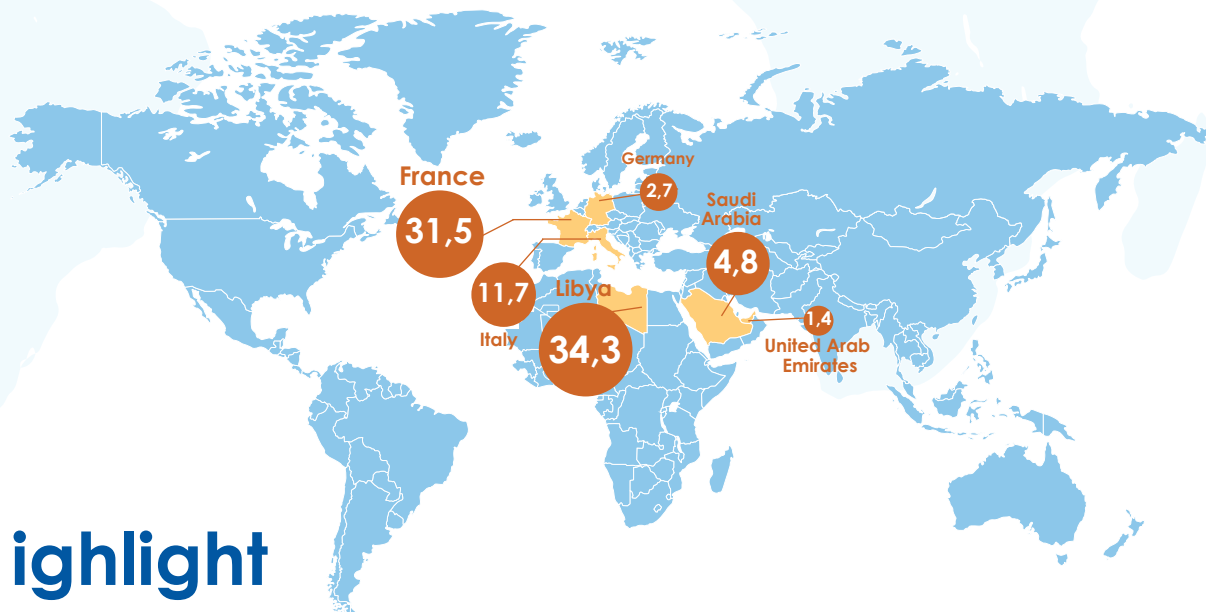 Germany
2,7
France
31,5
Saudi
Arabia
4,8
11,7
Italy
Libya
34,3
1,4
United Arab
Emirates
ighlight